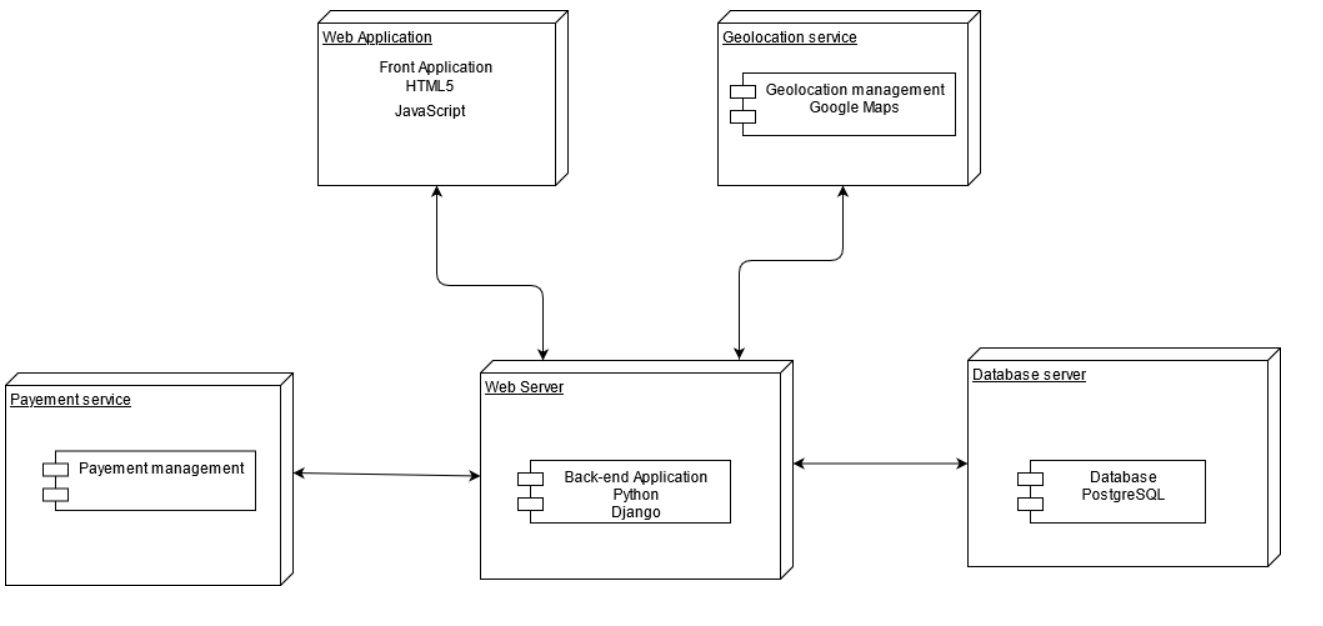 Web Application
Front Application
HTML5
JavaScript
Geolocation service
Geolocation management
Google Maps
Payement service
Payement management
Web Server
Back-end Application
Python
Django
Database server
Database
PostgreSQL